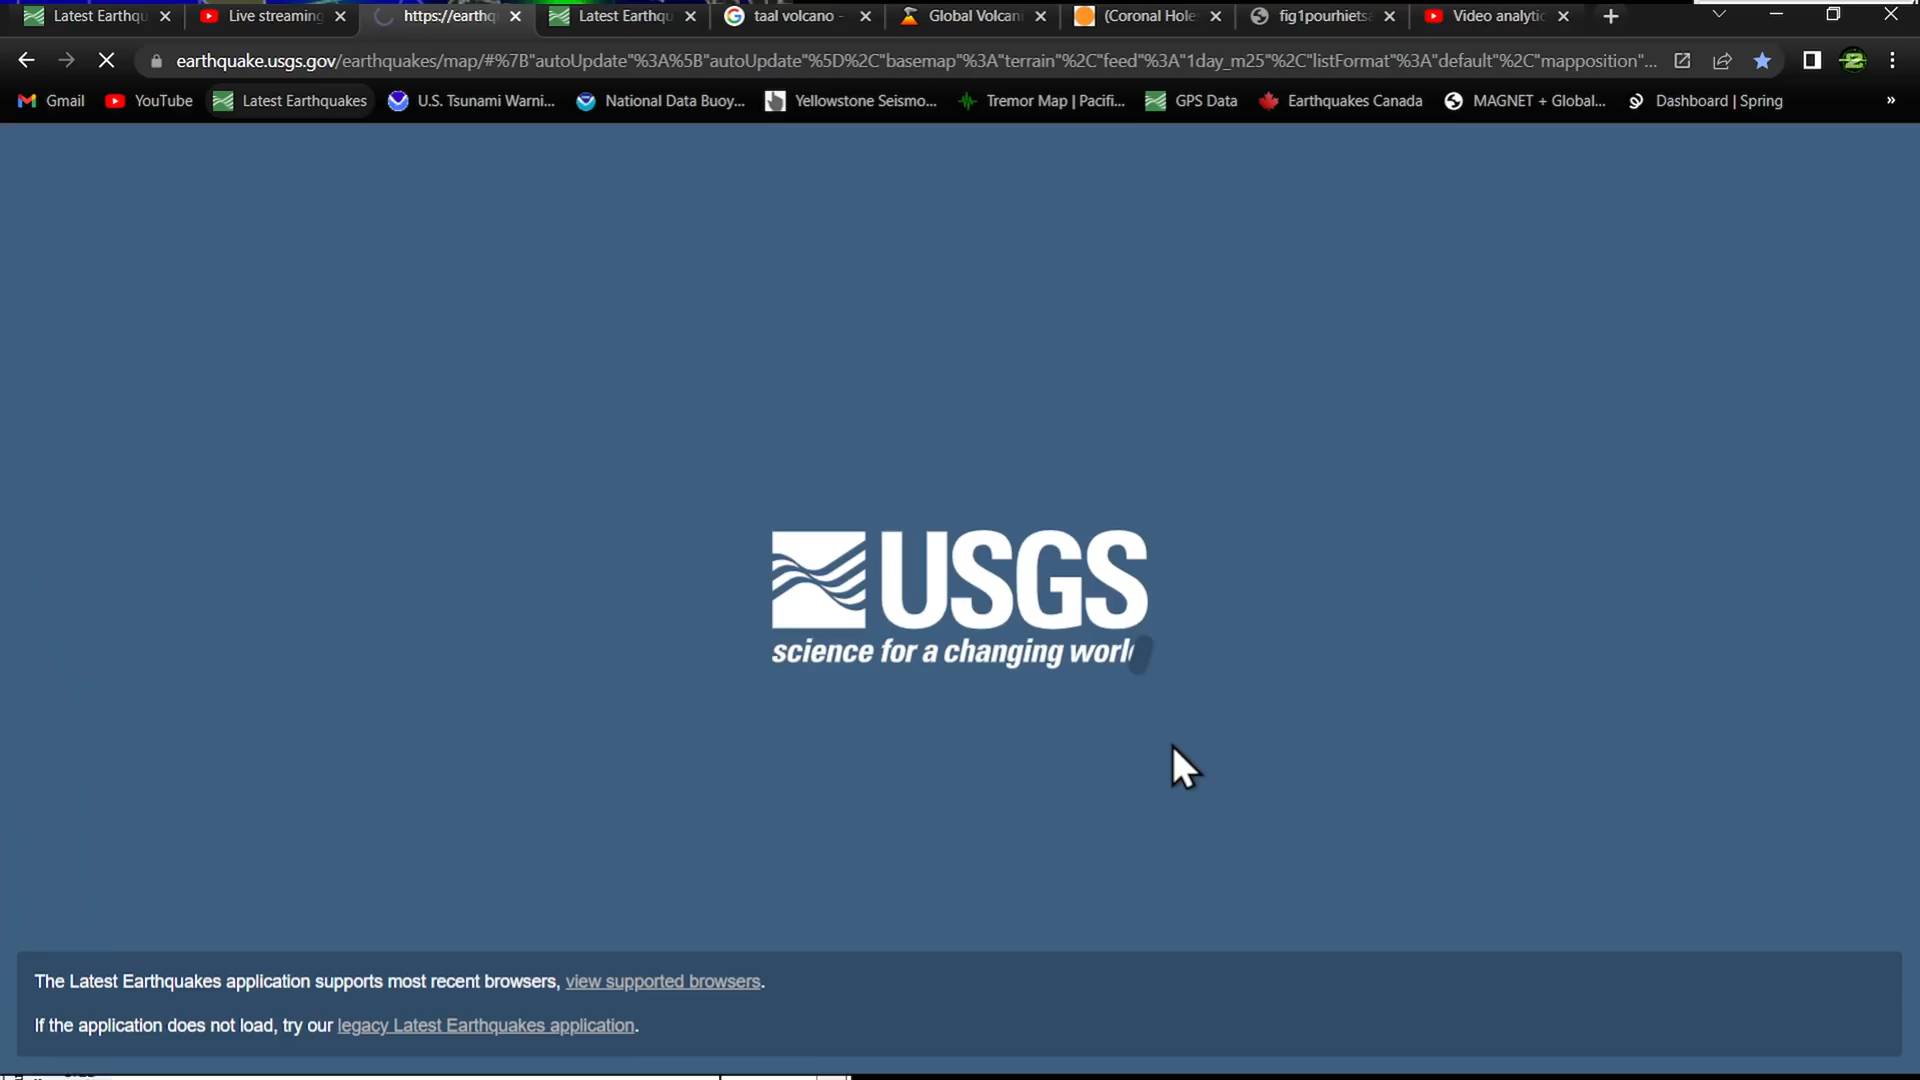 Latest Earthqu
Live streaming
https://earthq
Latest Earthqu
taal volcano -
Global Volcan
(Coronal Hole
fig1pourhiets
Video analytic
earthquake.usgs.gov/earthquakes/map/#%7B"autoUpdate"%3A%5B"autoUpdate"%5D%2C"basemap"%3A"terrain"%2C"feed"%3A"1day_m25"%2C"listFormat"%3A"default"%2C"mapposition"...
Gmail
YouTube
Latest Earthquakes
U.S. Tsunami Warni...
National Data Buoy...
Yellowstone Seismo...
Tremor Map | Pacifi...
GPS Data
Earthquakes Canada
MAGNET + Global...
Dashboard | Spring
»
USGS
science for a changing worl
The Latest Earthquakes application supports most recent browsers, view supported browsers.
If the application does not load, try our legacy Latest Earthquakes application.